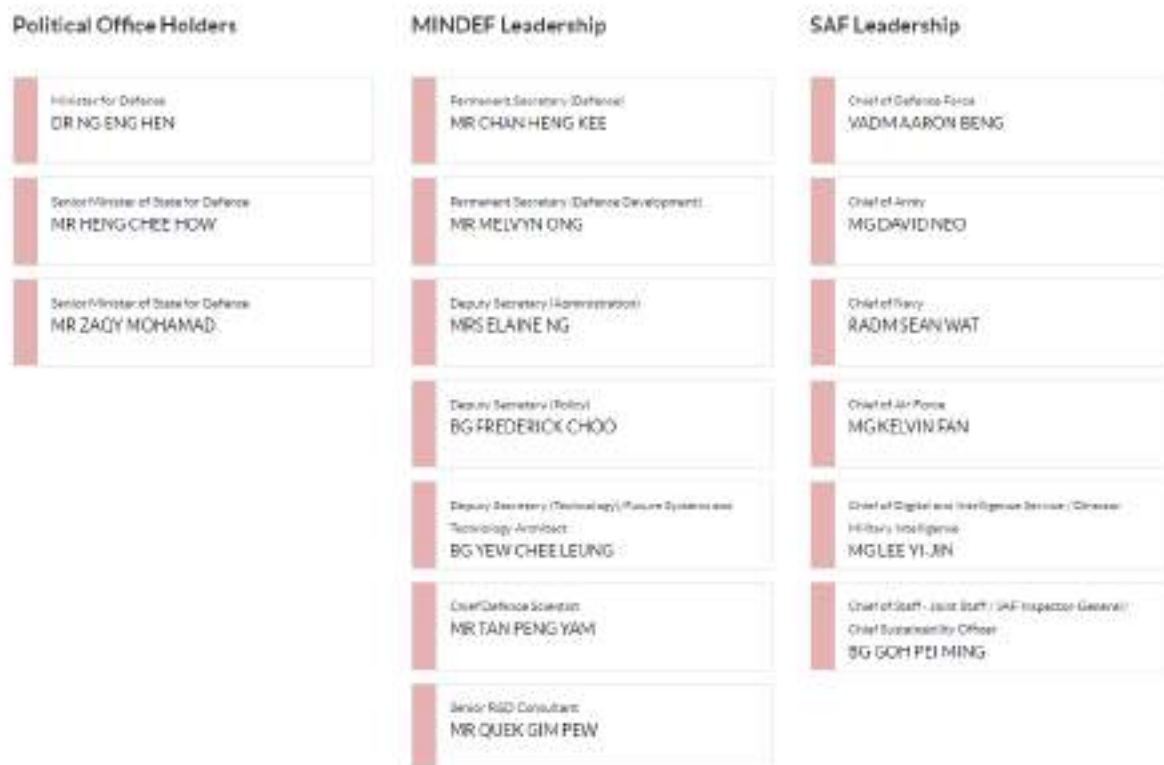 Political Office Holders
Minister for Defence
DR NG ENG HEN
Senior Minister of State for Defence
MR HENG CHEE HOW
Senior Minister of State for Defence
MR ZAQY MOHAMAD
MINDEF Leadership
Permanent Secretary (Defence)
MR CHAN HENG KEE
Permanent Secretary (Defence Development)
MR MELVYN ONG
Deputy Secretary (Administration)
MRS ELAINE NG
Deputy Secretary (Policy)
BG FREDERICK CHOO
Deputy Secretary (Technology)/Future Systems and
Technology Architect
BG YEW CHEE LEUNG
Chief Defence Scientist
MR TAN PENG YAM
Senior R&D Consultant
MR QUEK GIM PEW
SAF Leadership
Chief of Defence Force
VADM AARON BENG
Chief of Army
MG DAVID NEO
Chief of Navy
RADM SEAN WAT
Chief of Air Force
MG KELVIN FAN
Chief of Digital and Intelligence Service / Director
Military Intelligence
MG LEE YI-JIN
Chief of Staff - Joint Staff / SAF Inspector General/
Chief Sustainability Officer
BG GOH PEI MING